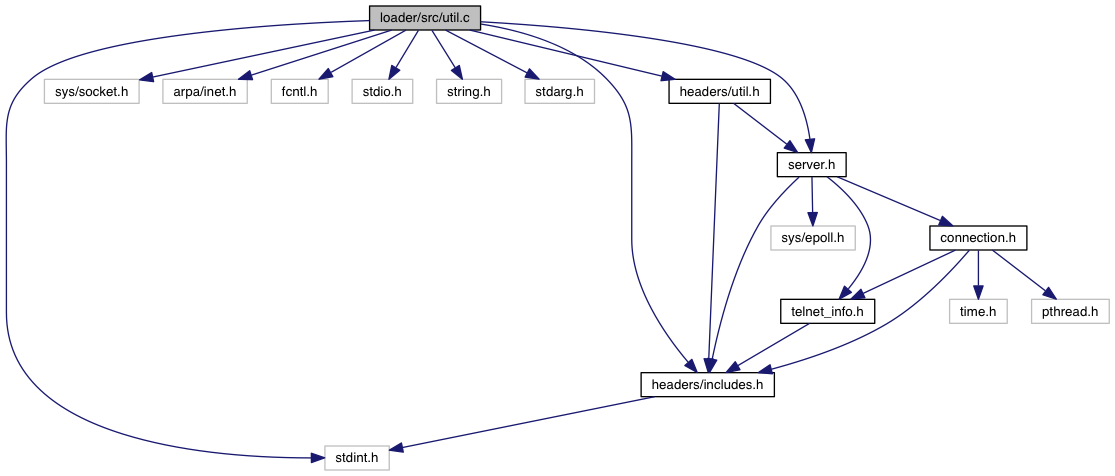 loader/src/util.c
sys/socket.h
arpa/inet.h
fcntl.h
stdio.h
string.h
stdarg.h
headers/util.h
server.h
sys/epoll.h
connection.h
telnet_info.h
time.h
pthread.h
headers/includes.h
stdint.h